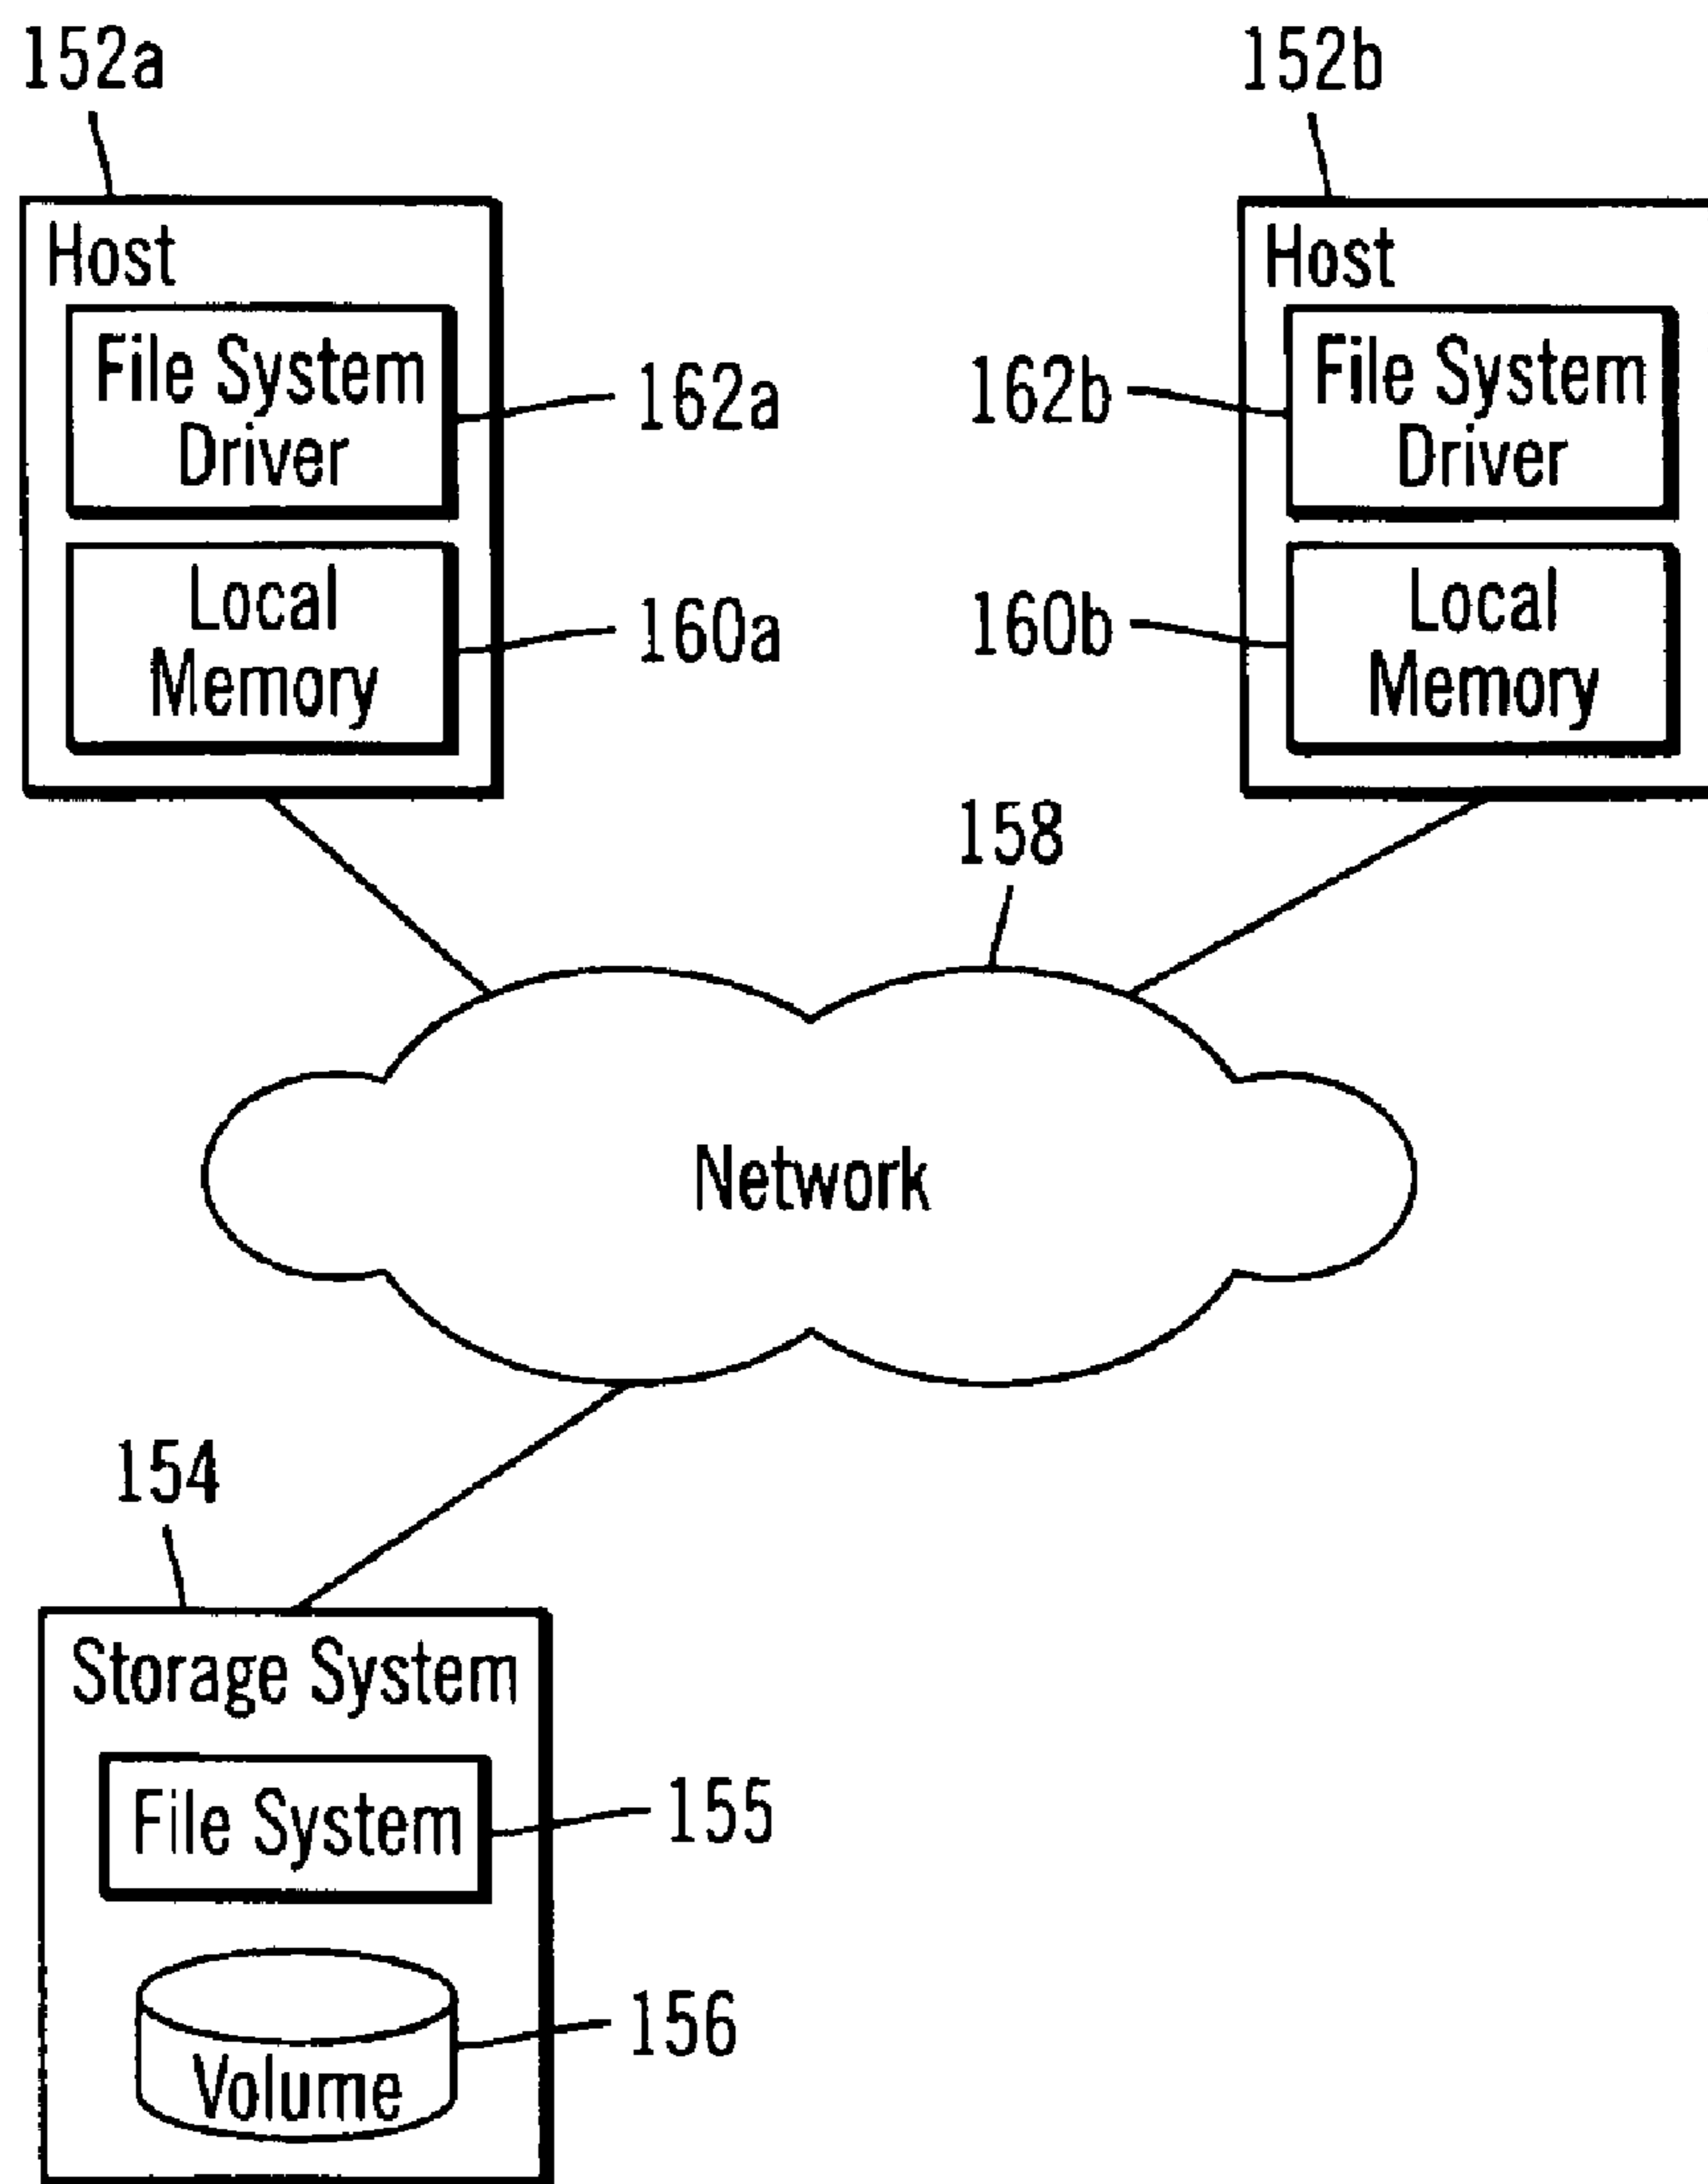 152a
152b
Host
File System
Driver
162a
Local
Memory
160a
Host
File System
Driver
162b
Local
Memory
160b
158
Network
154
Storage System
File System
155
Volume
156